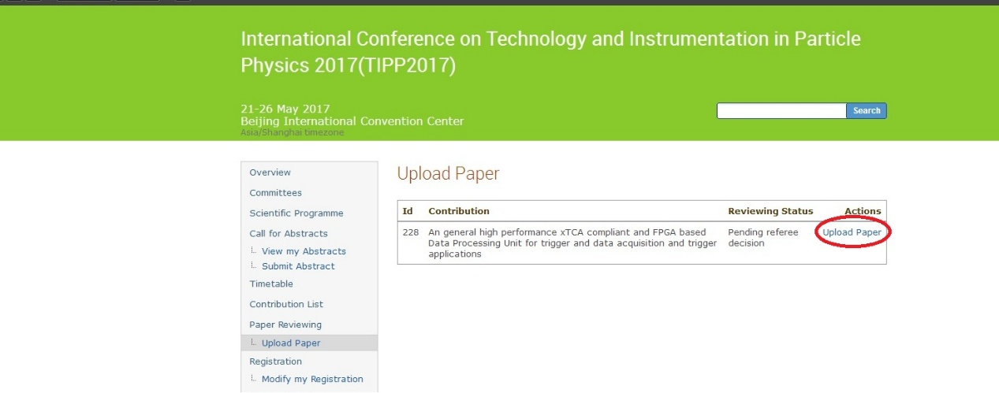 International Conference on Technology and Instrumentation in Particle
Physics 2017(TIPP2017)
21-26 May 2017
Beijing International Convention Center
Asia/Shanghai timezone
Search
Overview
Committees
Scientific Programme
Call for Abstracts
View my Abstracts
Submit Abstract
Timetable
Contribution List
Paper Reviewing
Upload Paper
Registration
Modify my Registration
Upload Paper
Id Contribution Reviewing Status Actions
228 An general high performance xTCA compliant and FPGA based Pending referee Upload Paper
Data Processing Unit for trigger and data acquisition and trigger decision
applications